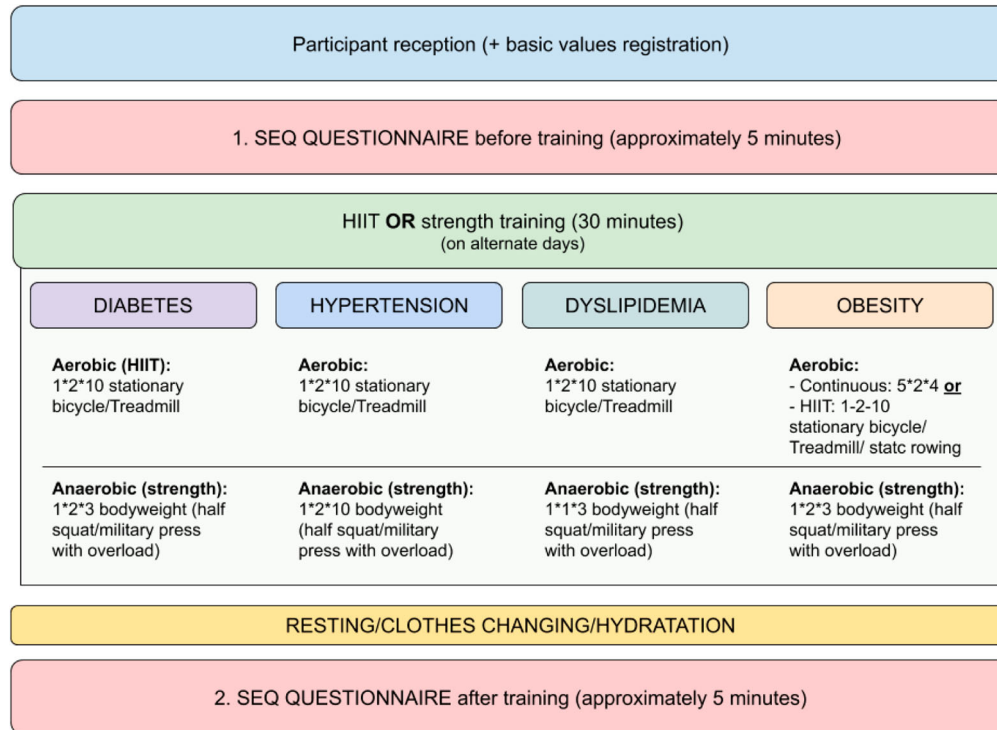 Participant reception (+ basic values registration)
1. SEQ QUESTIONNAIRE before training (approximately 5 minutes)
HIIT OR strength training (30 minutes)
(on alternate days)
DIABETES
Aerobic (HIIT):
1*2*10 stationary
bicycle/Treadmill
Anaerobic (strength):
1*2*3 bodyweight (half
squat/military press
with overload)
HYPERTENSION
Aerobic:
1*2*10 stationary
bicycle/Treadmill
Anaerobic (strength):
1*2*10 bodyweight
(half squat/military
press with overload)
DYSLIPIDEMIA
Aerobic:
1*2*10 stationary
bicycle/Treadmill
Anaerobic (strength):
1*1*3 bodyweight (half
squat/military press
with overload)
OBESITY
Aerobic:
- Continuous: 5*2*4 or
- HIIT: 1-2-10
stationary bicycle/
Treadmill/ statc rowing
Anaerobic (strength):
1*2*3 bodyweight (half
squat/military press
with overload)
RESTING/CLOTHES CHANGING/HYDRATATION
2. SEQ QUESTIONNAIRE after training (approximately 5 minutes)